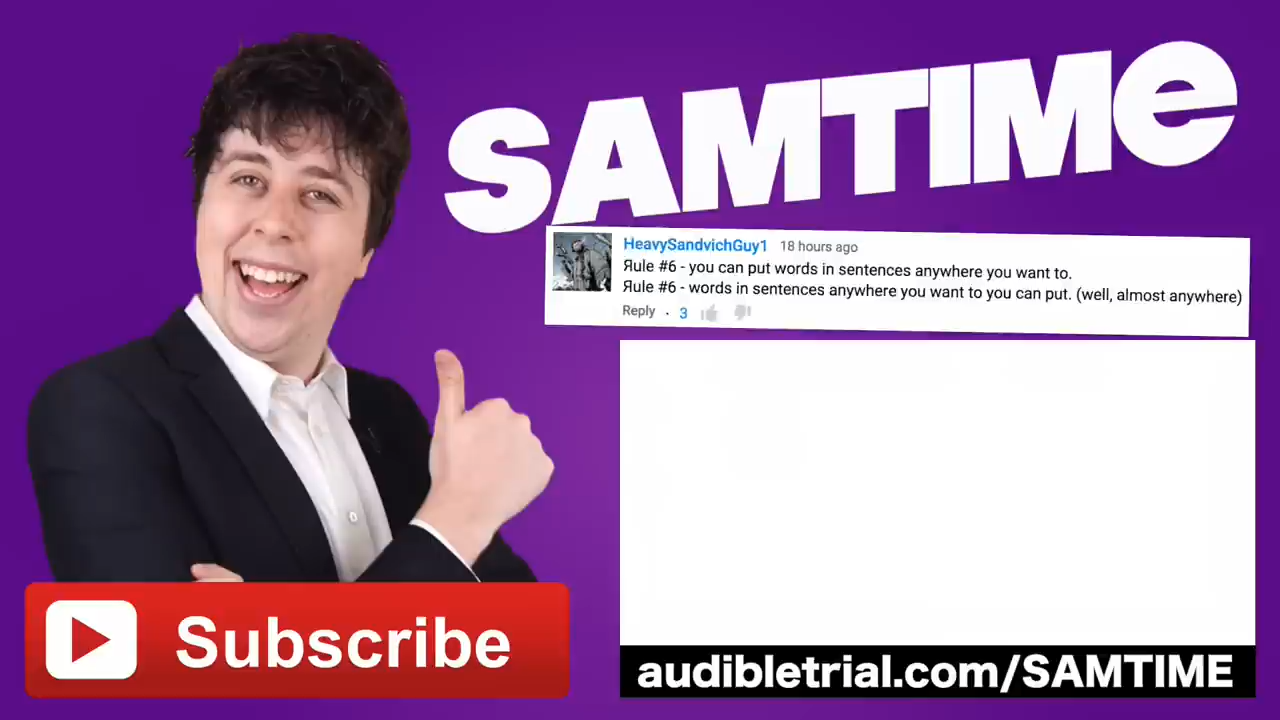 SAMTIMe
HeavySandvichGuy1 18 hours ago
Яule #6 - you can put words in sentences anywhere you want to.
Яule #6 - words in sentences anywhere you want to you can put. (well, almost anywhere)
Reply . 3
Subscribe
audibletrial.com/SAMTIME